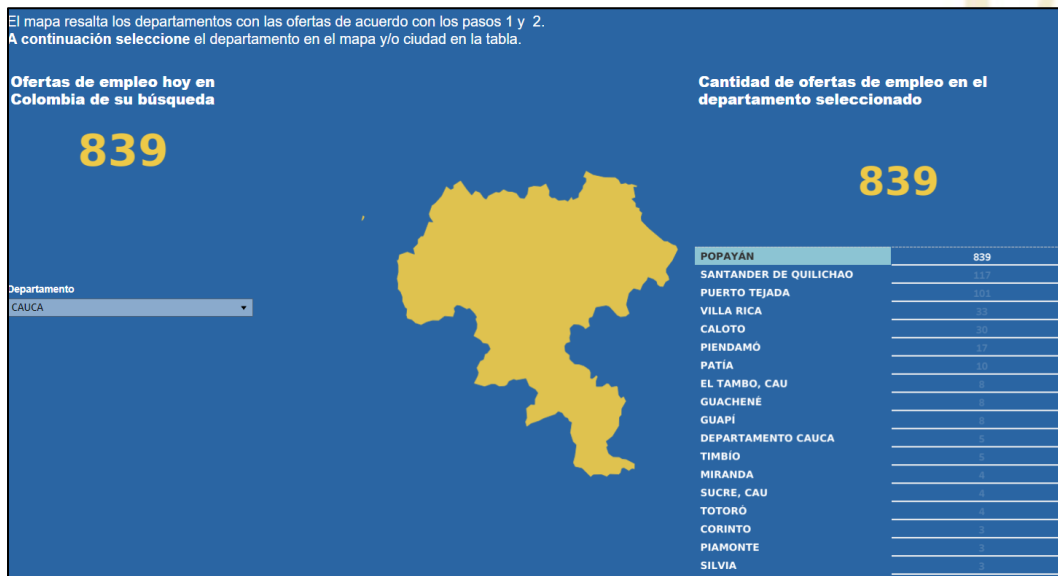 El mapa resalta los departamentos con las ofertas de acuerdo con los pasos 1 y 2.
A continuación seleccione el departamento en el mapa y/o ciudad en la tabla.
Ofertas de empleo hoy en
Colombia de su búsqueda
839
Departamento
CAUCA
Cantidad de ofertas de empleo en el
departamento seleccionado
839
POPAYÁN 839
SANTANDER DE QUILICHAO 117
PUERTO TEJADA 101
VILLA RICA 33
CALOTO 30
PIENDAMÓ 17
PATÍA 10
EL TAMBO, CAU 8
GUACHENÉ 8
GUAPÍ 8
DEPARTAMENTO CAUCA 5
TIMBÍO 5
MIRANDA 4
SUCRE, CAU 4
TOTORÓ 4
CORINTO 3
PIAMONTE 3
SILVIA 3